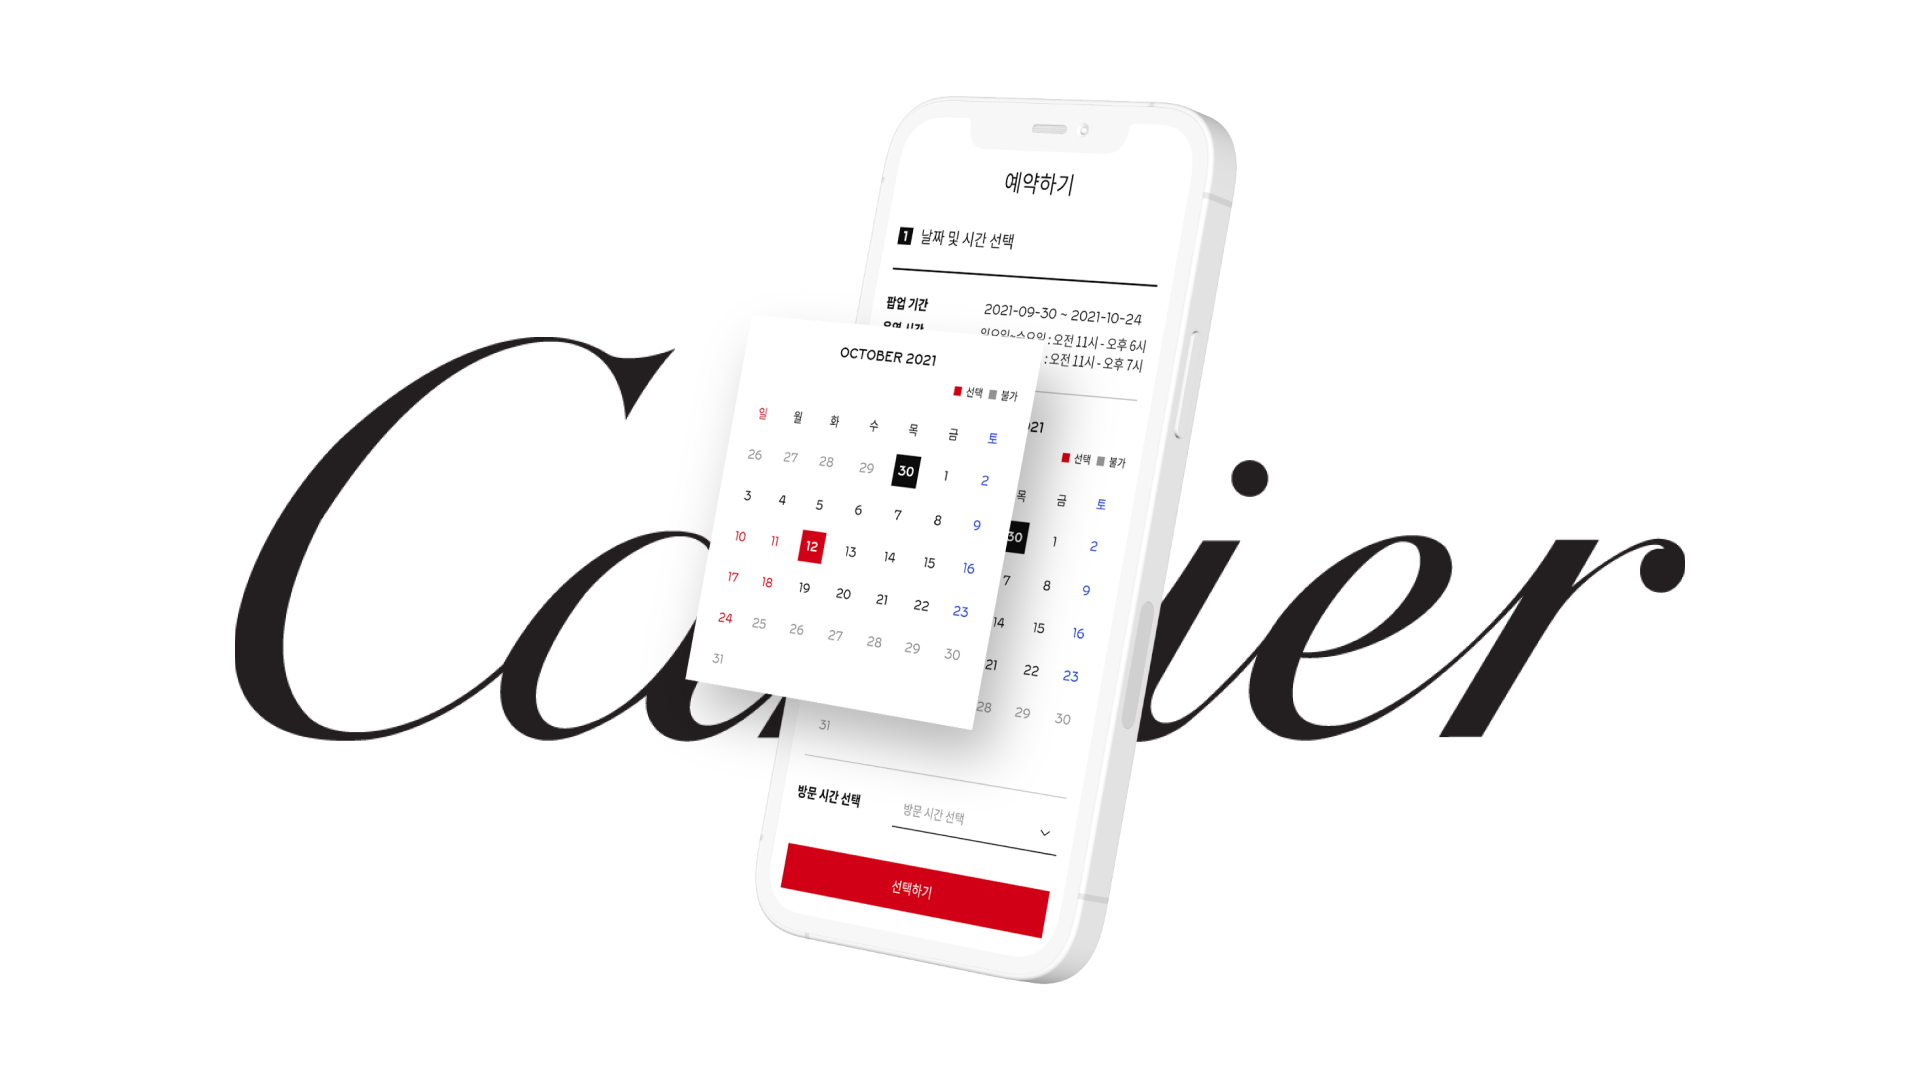 예약하기
1 날짜 및 시간 선택
팝업 기간 2021-09-30 ~ 2021-10-24
운영 시간 일요일~수요일 : 오전 11시 - 오후 6시
: 오전 11시 - 오후 7시
OCTOBER 2021
선택 불가
일 월 화 수 목 금 토
26 27 28 29 30 1 2
3 4 5 6 7 8 9
10 11 12 13 14 15 16
17 18 19 20 21 22 23
24 25 26 27 28 29 30
31
021
선택 불가
목 금 토
30 1 2
7 8 9
14 15 16
21 22 23
28 29 30
31
방문 시간 선택 방문 시간 선택
선택하기
Ca ier